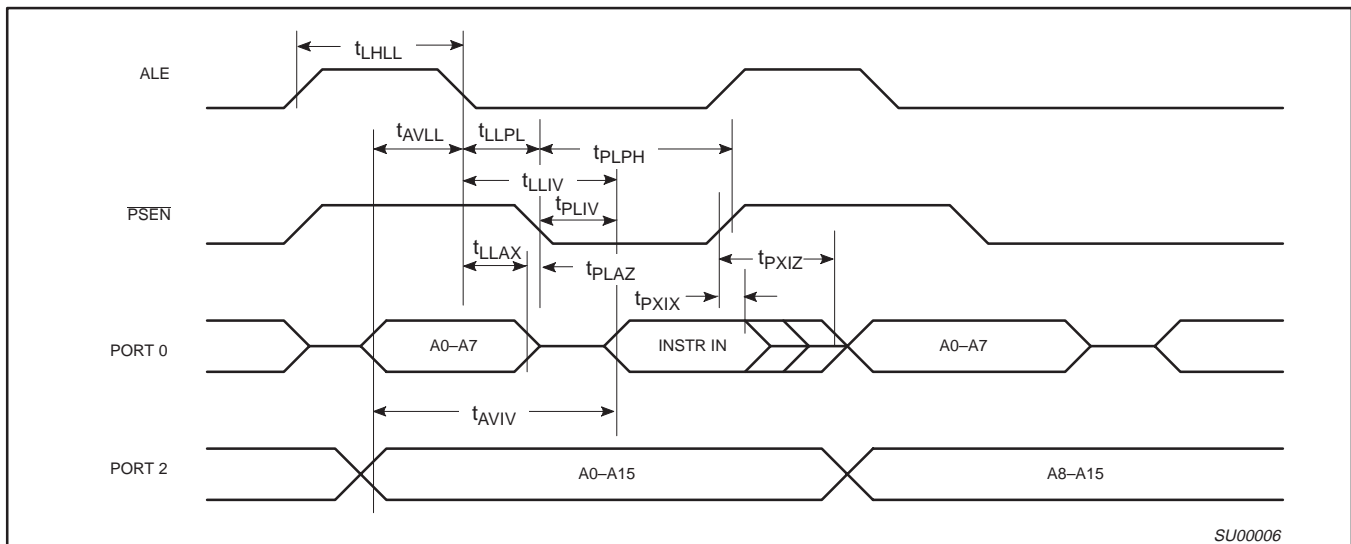 tLHLL
ALE
tAVLL tLLPL
tPLPH
tLLIV
PSEN
tPLIV
tLLAX
tPLAZ
tPXIZ
tPXIX
PORT 0
A0–A7
INSTR IN
A0–A7
tAVIV
PORT 2
A0–A15
A8–A15
SU00006